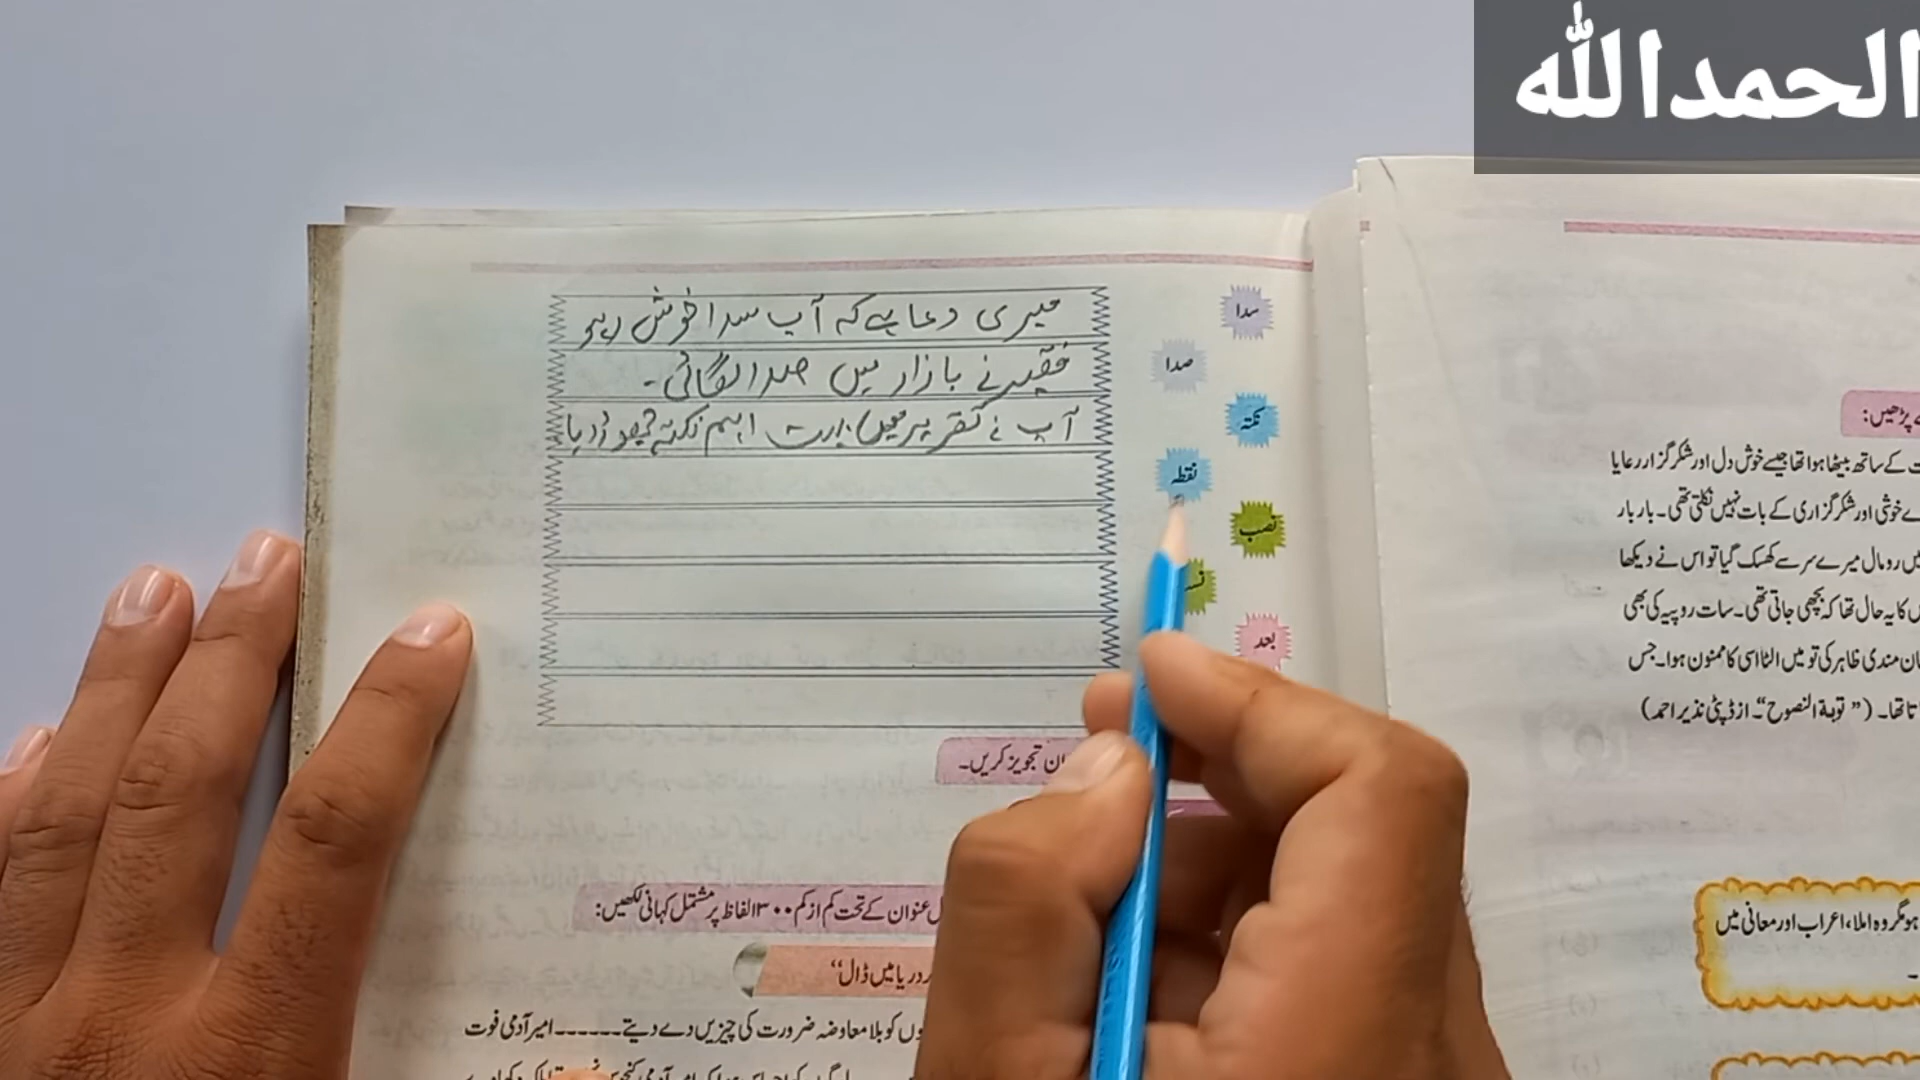 الحمدالله
میری دعا ہے کہ آپ سدا خوش رہو
سدا
فقیر نے بازار میں صدا لگائی۔
صدا
آپ نے تقریر میں بہت اہم نکتہ چھوڑ دیا
نکتہ
نقطہ
نصب
بعد
تجویز کریں۔
عنوان کے تحت کم از کم ۳۰۰ الفاظ پر مشتمل کہانی لکھیں:
دریا میں ڈال“
کو بلا معاوضہ ضرورت کی چیزیں دے دیتے۔۔۔۔۔۔امیر آدمی فوت
پڑھیں:
کے ساتھ بیٹھا ہوا تھا جیسے خوش دل اور شکر گزار رعایا
خوشی اور شکر گزاری کے بات نہیں نکلتی تھی۔ بار بار
رومال میرے سر سے کھسک گیا تو اس نے دیکھا
کا یہ حال تھا کہ بچھی جاتی تھی۔ سات روپیہ کی بھی
مندی ظاہر کی تو میں الٹا اسی کا ممنون ہوا۔ جس
تا تھا۔ (”توبۃ النصوح“۔ از ڈپٹی نذیر احمد)
ہو مگر وہ املا، اعراب اور معانی میں